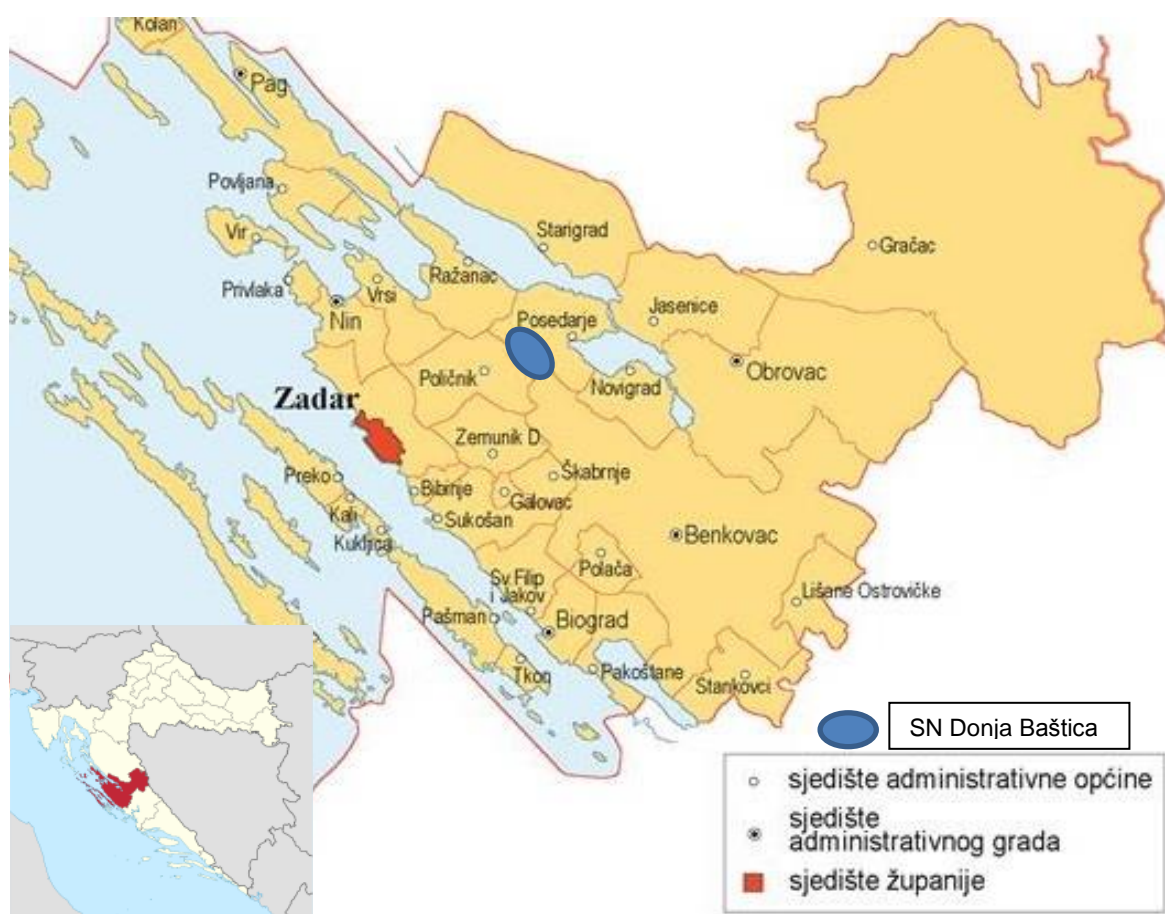 Kolan
Pag
Povljana
Vir
Starigrad
Gračac
Ražanac
Privlaka
Vrsi
Nin
Jasenice
Posedarje
Obrovac
Poličnik
Novigrad
Zadar
Zemunik D.
Škabrnje
Preko
Bibinje
Galovac
Kali
Sukošan
Kukljica
Benkovac
Polača
Sv Filip
i Jakov
Lišane Ostrovičke
Pašman
Biograd
Tkon
Pakoštane
Stankovci
SN Donja Baštica
sjedište administrativne općine
sjedište
administrativnog grada
sjedište županije